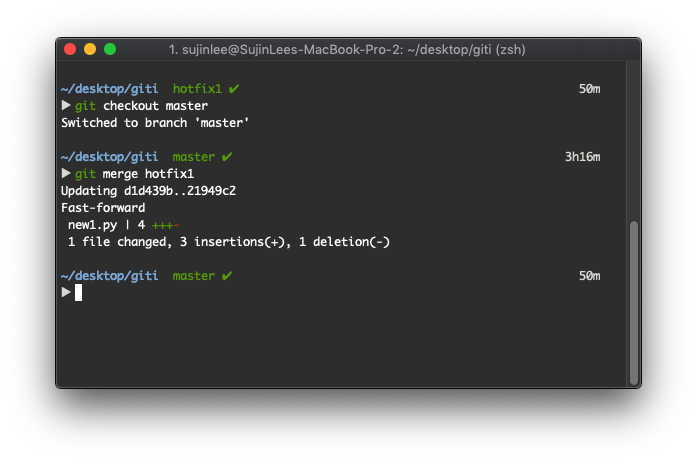 1. sujinlee@SujinLees-MacBook-Pro-2: ~/desktop/giti (zsh)
~/desktop/giti hotfix1 ✔ 50m
▶ git checkout master
Switched to branch 'master'
~/desktop/giti master ✔ 3h16m
▶ git merge hotfix1
Updating d1d439b..21949c2
Fast-forward
new1.py | 4 +++-
1 file changed, 3 insertions(+), 1 deletion(-)
~/desktop/giti master ✔ 50m
▶